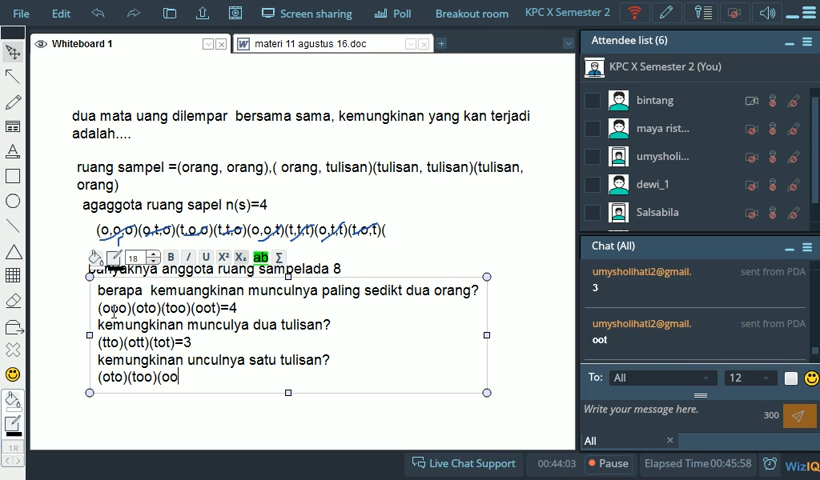 File Edit Screen sharing Poll Breakout room KPC X Semester 2
Whiteboard 1 materi 11 agustus 16.doc
Attendee list (6)
KPC X Semester 2 (You)
bintang
maya rist...
umysholi...
dewi_1
Salsabila
dua mata uang dilempar bersama sama, kemungkinan yang kan terjadi
adalah....
ruang sampel =(orang, orang),( orang, tulisan)(tulisan, tulisan)(tulisan,
orang)
agaggota ruang sapel n(s)=4
(o,o,o)(o,t,o)(t,o,o)(t,t,o)(o,o,t)(t,t,t)(o,t,t)(t,o,t)(
18 B I U X² X₂ ab Σ
banyaknya anggota ruang sampelada 8
berapa kemuangkinan munculnya paling sedikt dua orang?
(ooo)(oto)(too)(oot)=4
kemungkinan munculya dua tulisan?
(tto)(ott)(tot)=3
kemungkinan unculnya satu tulisan?
(oto)(too)(oo
Chat (All)
umysholihati2@gmail. sent from PDA
3
umysholihati2@gmail. sent from PDA
oot
To: All 12
Write your message here. 300
All
18
Live Chat Support 00:44:03 Pause Elapsed Time 00:45:58 WizIQ